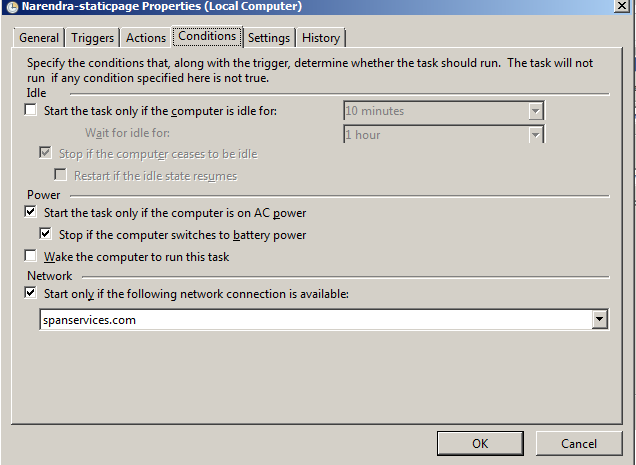 Narendra-staticpage Properties (Local Computer)
General Triggers Actions Conditions Settings History
Specify the conditions that, along with the trigger, determine whether the task should run. The task will not
run if any condition specified here is not true.
Idle
Start the task only if the computer is idle for: 10 minutes
Wait for idle for: 1 hour
Stop if the computer ceases to be idle
Restart if the idle state resumes
Power
Start the task only if the computer is on AC power
Stop if the computer switches to battery power
Wake the computer to run this task
Network
Start only if the following network connection is available:
spanservices.com
OK Cancel